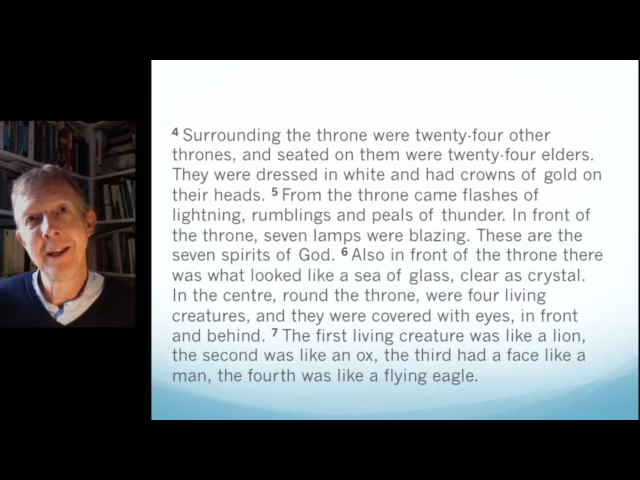 4 Surrounding the throne were twenty-four other
thrones, and seated on them were twenty-four elders.
They were dressed in white and had crowns of gold on
their heads. 5 From the throne came flashes of
lightning, rumblings and peals of thunder. In front of
the throne, seven lamps were blazing. These are the
seven spirits of God. 6 Also in front of the throne there
was what looked like a sea of glass, clear as crystal.
In the centre, round the throne, were four living
creatures, and they were covered with eyes, in front
and behind. 7 The first living creature was like a lion,
the second was like an ox, the third had a face like a
man, the fourth was like a flying eagle.